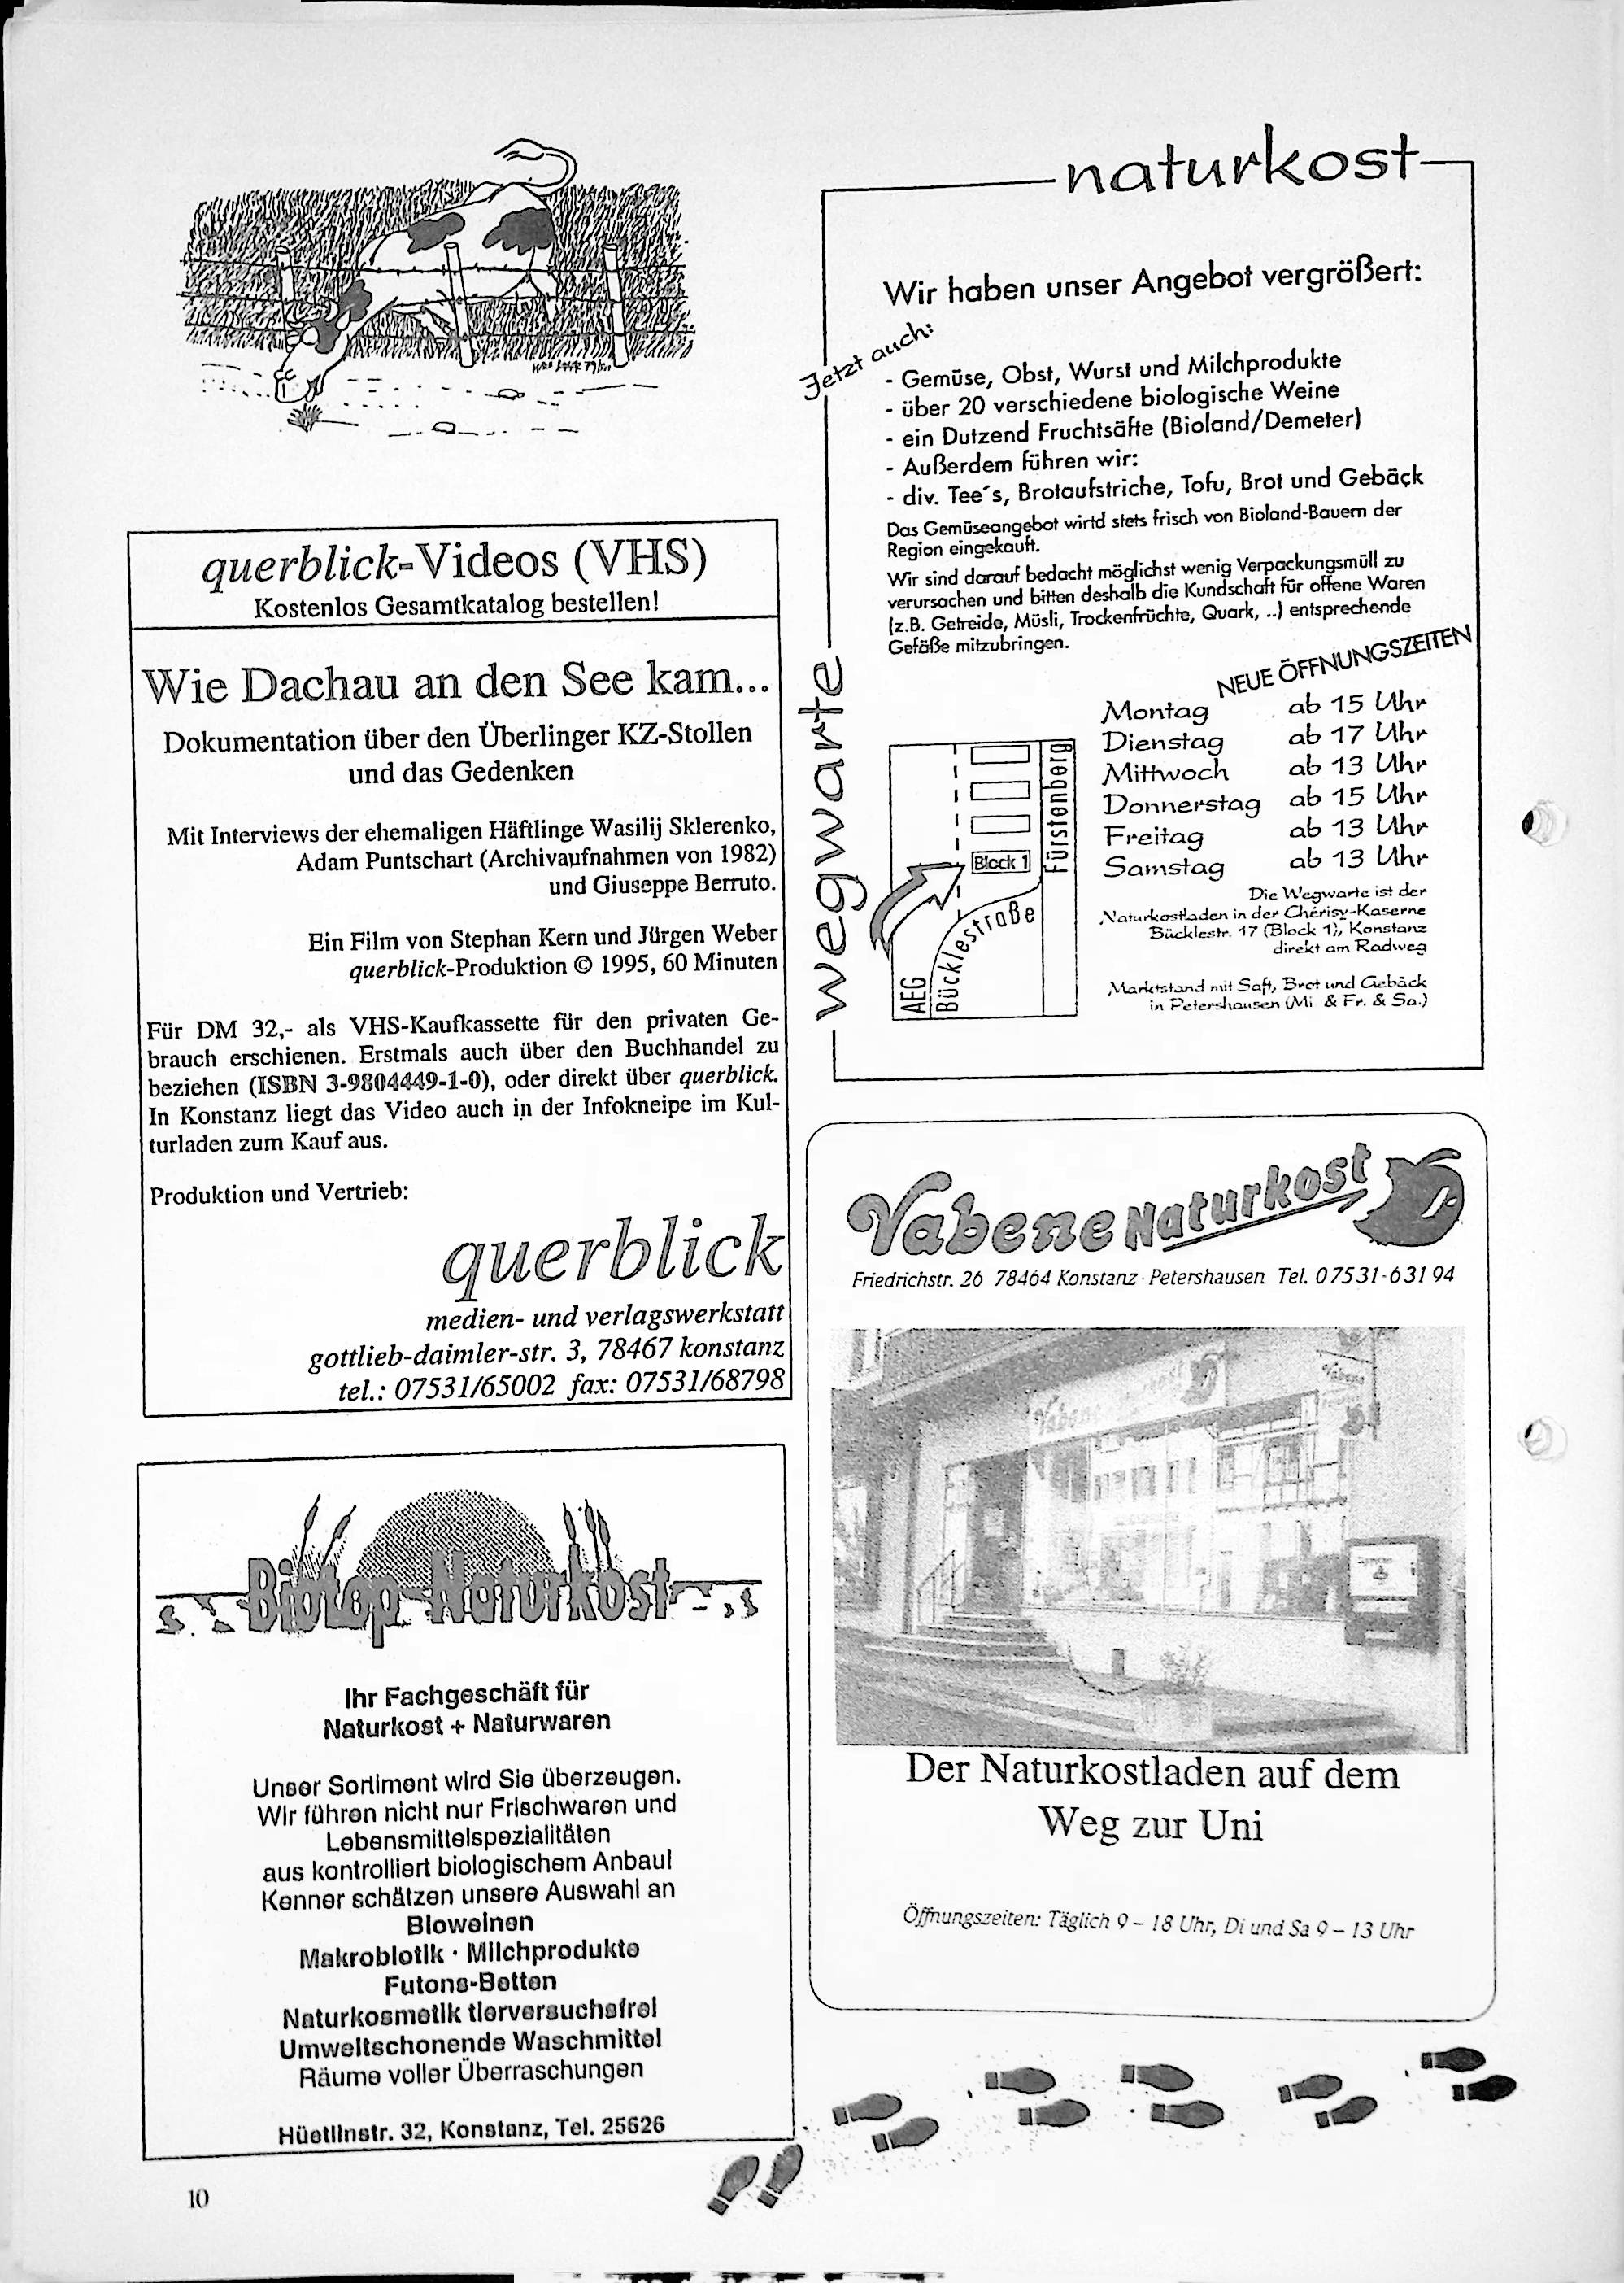 querblick-Videos (VHS)
Kostenlos Gesamtkatalog bestellen!
Wie Dachau an den See kam...
Dokumentation über den Überlinger KZ-Stollen
und das Gedenken
Mit Interviews der ehemaligen Häftlinge Wasilij Sklerenko,
Adam Puntschart (Archivaufnahmen von 1982)
und Giuseppe Berruto.
Ein Film von Stephan Kern und Jürgen Weber
querblick-Produktion © 1995, 60 Minuten
Für DM 32,- als VHS-Kaufkassette für den privaten Ge-
brauch erschienen. Erstmals auch über den Buchhandel zu
beziehen (ISBN 3-9804449-1-0), oder direkt über querblick.
In Konstanz liegt das Video auch in der Infokneipe im Kul-
turladen zum Kauf aus.
Produktion und Vertrieb:
querblick
medien- und verlagswerkstatt
gottlieb-daimler-str. 3, 78467 konstanz
tel.: 07531/65002 fax: 07531/68798
Biotop-Naturkost
Ihr Fachgeschäft für
Naturkost + Naturwaren
Unser Sortiment wird Sie überzeugen.
Wir führen nicht nur Frischwaren und
Lebensmittelspezialitäten
aus kontrolliert biologischem Anbau!
Kenner schätzen unsere Auswahl an
Bioweinen
Makrobiotik · Milchprodukte
Futons-Betten
Naturkosmetik tierversuchsfrei
Umweltschonende Waschmittel
Räume voller Überraschungen
Hüetlinstr. 32, Konstanz, Tel. 25626
10
naturkost
wegwarte
Wir haben unser Angebot vergrößert:
Jetzt auch:
- Gemüse, Obst, Wurst und Milchprodukte
- über 20 verschiedene biologische Weine
- ein Dutzend Fruchtsäfte (Bioland/Demeter)
- Außerdem führen wir:
- div. Tee´s, Brotaufstriche, Tofu, Brot und Gebäck
Das Gemüseangebot wirtd stets frisch von Bioland-Bauern der
Region eingekauft.
Wir sind darauf bedacht möglichst wenig Verpackungsmüll zu
verursachen und bitten deshalb die Kundschaft für offene Waren
(z.B. Getreide, Müsli, Trockenfrüchte, Quark, ..) entsprechende
Gefäße mitzubringen.
NEUE ÖFFNUNGSZEITEN
Montag ab 15 Uhr
Dienstag ab 17 Uhr
Mittwoch ab 13 Uhr
Donnerstag ab 15 Uhr
Freitag ab 13 Uhr
Samstag ab 13 Uhr
Die Wegwarte ist der
Naturkostladen in der Chérisy-Kaserne
Bücklestr. 17 (Block 1), Konstanz
direkt am Radweg
Marktstand mit Saft, Brot und Gebäck
in Petershausen (Mi & Fr. & Sa.)
Fürstenberg
Block 1
Bücklestraße
AEG
Vabene Naturkost
Friedrichstr. 26 78464 Konstanz · Petershausen Tel. 07531-631 94
Vabene
Vabene
Der Naturkostladen auf dem
Weg zur Uni
Öffnungszeiten: Täglich 9 – 18 Uhr, Di und Sa 9 – 13 Uhr